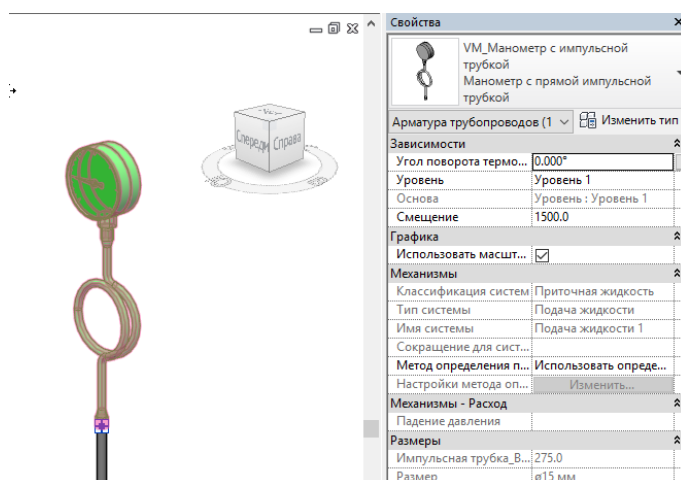 Свойства
VM_Манометр с импульсной
трубкой
Манометр с прямой импульсной
трубкой
Арматура трубопроводов (1
Изменить тип
Зависимости
Угол поворота термо... 0.000°
Уровень Уровень 1
Основа Уровень : Уровень 1
Смещение 1500.0
Графика
Использовать масшт...
Механизмы
Классификация систем Приточная жидкость
Тип системы Подача жидкости
Имя системы Подача жидкости 1
Сокращение для сист...
Метод определения п... Использовать опреде...
Настройки метода оп... Изменить...
Механизмы - Расход
Падение давления
Размеры
Импульсная трубка_В... 275.0
Размер ø15 мм
Спереди Справа